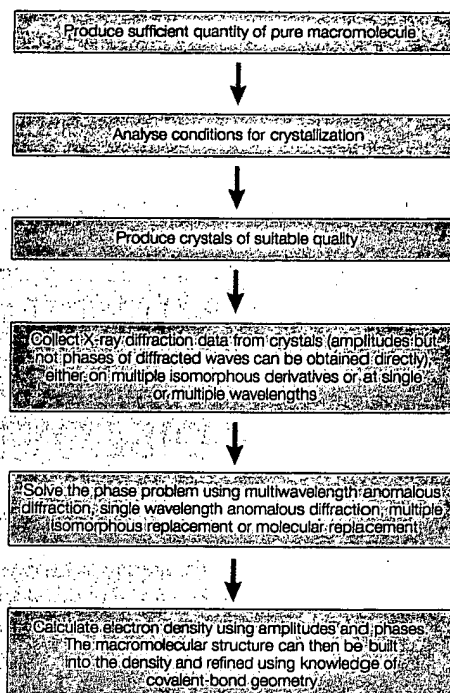 Produce sufficient quantity of pure macromolecule
Analyse conditions for crystallization
Produce crystals of suitable quality
Collect X-ray diffraction data from crystals (amplitudes but
not phases of diffracted waves can be obtained directly),
either on multiple isomorphous derivatives or at single
or multiple wavelengths
Solve the phase problem using multiwavelength anomalous
diffraction, single wavelength anomalous diffraction, multiple
isomorphous replacement or molecular replacement
Calculate electron density using amplitudes and phases.
The macromolecular structure can then be built
into the density and refined using knowledge of
covalent-bond geometry